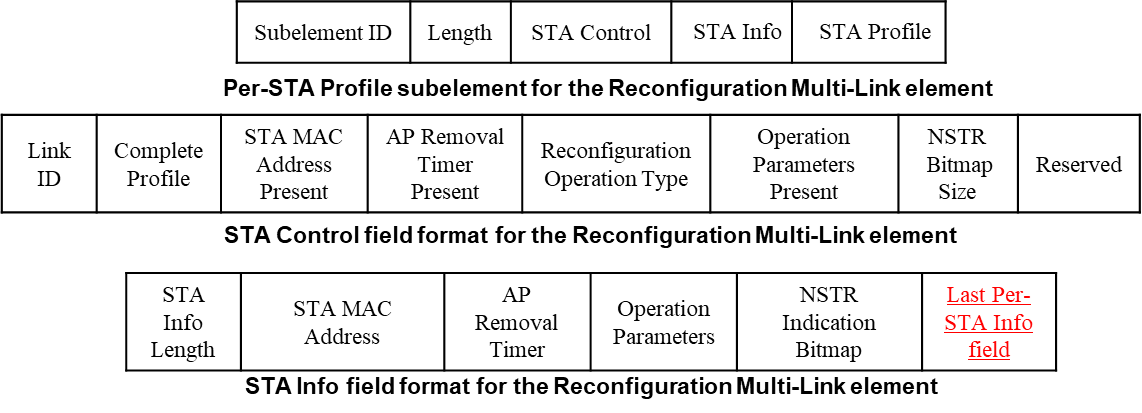 Subelement ID Length STA Control STA Info STA Profile
Per-STA Profile subelement for the Reconfiguration Multi-Link element
Link
ID
Complete
Profile
STA MAC
Address
Present
AP Removal
Timer
Present
Reconfiguration
Operation Type
Operation
Parameters
Present
NSTR
Bitmap
Size
Reserved
STA Control field format for the Reconfiguration Multi-Link element
STA
Info
Length
STA MAC
Address
AP
Removal
Timer
Operation
Parameters
NSTR
Indication
Bitmap
Last Per-
STA Info
field
STA Info field format for the Reconfiguration Multi-Link element